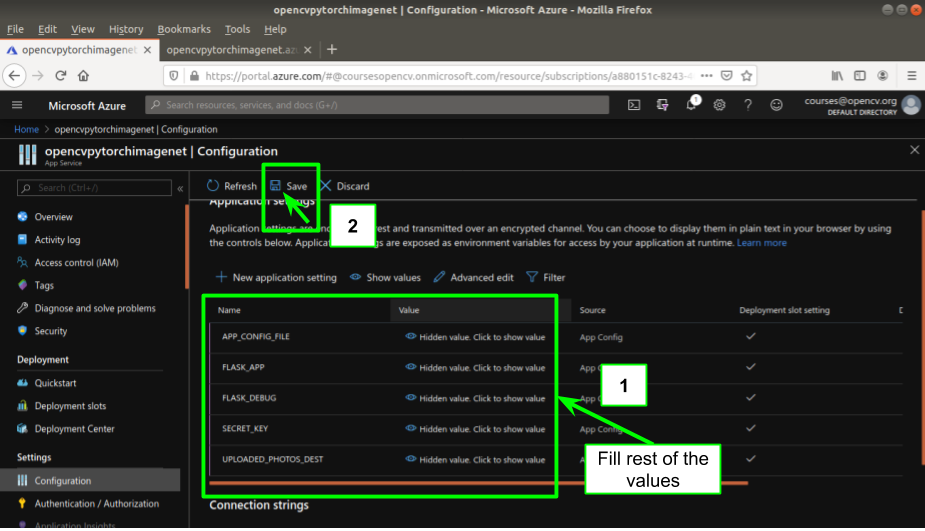 opencvpytorchimagenet | Configuration - Microsoft Azure - Mozilla Firefox
File Edit View History Bookmarks Tools Help
opencvpytorchimagenet
opencvpytorchimagenet.az
https://portal.azure.com/#@coursesopencv.onmicrosoft.com/resource/subscriptions/a880151c-8243-4
Microsoft Azure
Search resources, services, and docs (G+/)
1
courses@opencv.org
DEFAULT DIRECTORY
Home > opencvpytorchimagenet | Configuration
opencvpytorchimagenet | Configuration
App Service
Search (Ctrl+/)
Refresh Save Discard
Overview
Activity log
Access control (IAM)
Tags
Diagnose and solve problems
Security
Deployment
Quickstart
Deployment slots
Deployment Center
Settings
Configuration
Authentication / Authorization
Application Insights
Application settings
2
Application settings are rest and transmitted over an encrypted channel. You can choose to display them in plain text in your browser by using
the controls below. are exposed as environment variables for access by your application at runtime. Learn more
New application setting Show values Advanced edit Filter
Name Value Source Deployment slot setting D
APP_CONFIG_FILE Hidden value. Click to show value App Config
FLASK_APP Hidden value. Click to show value App
FLASK_DEBUG Hidden value. Click to show value App
SECRET_KEY Hidden value. Click to show value App Config
UPLOADED_PHOTOS_DEST Hidden value. Click to show value
1
Fill rest of the
values
Connection strings